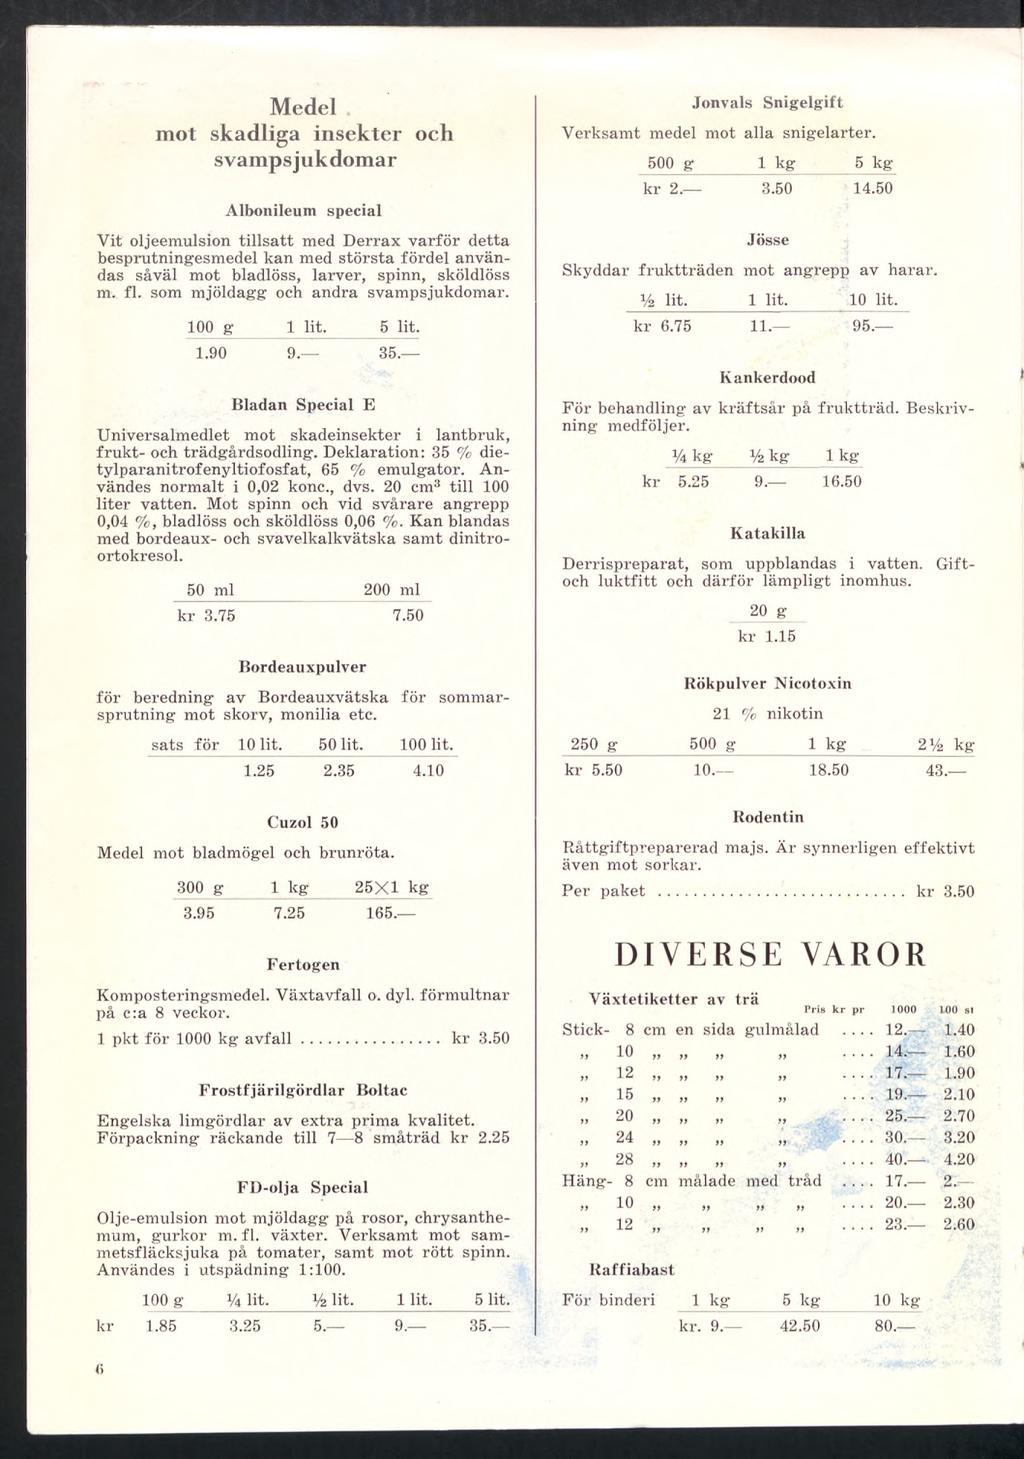 Medel
mot skadliga insekter och
svampsjukdomar
Albonileum special
Vit oljeemulsion tillsatt med Derrax varför detta
besprutningesmedel kan med största fördel använ-
das såväl mot bladlöss, larver, spinn, sköldlöss
m. fl. som mjöldagg och andra svampsjukdomar.
100 g 1 lit. 5 lit.
1.90 9.— 35.—
Bladan Special E
Universalmedlet mot skadeinsekter i lantbruk,
frukt- och trädgårdsodling. Deklaration: 35 % die-
tylparanitrofenyltiofosfat, 65 % emulgator. An-
vändes normalt i 0,02 konc., dvs. 20 cm³ till 100
liter vatten. Mot spinn och vid svårare angrepp
0,04 %, bladlöss och sköldlöss 0,06 %. Kan blandas
med bordeaux- och svavelkalkvätska samt dinitro-
ortokresol.
50 ml 200 ml
kr 3.75 7.50
Bordeauxpulver
för beredning av Bordeauxvätska för sommar-
sprutning mot skorv, monilia etc.
sats för 10 lit. 50 lit. 100 lit.
1.25 2.35 4.10
Cuzol 50
Medel mot bladmögel och brunröta.
300 g 1 kg 25X1 kg
3.95 7.25 165.—
Fertogen
Komposteringsmedel. Växtavfall o. dyl. förmultnar
på c:a 8 veckor.
1 pkt för 1000 kg avfall ................ kr 3.50
Frostfjärilgördlar Boltac
Engelska limgördlar av extra prima kvalitet.
Förpackning räckande till 7—8 småträd kr 2.25
FD-olja Special
Olje-emulsion mot mjöldagg på rosor, chrysanthe-
mum, gurkor m. fl. växter. Verksamt mot sam-
metsfläcksjuka på tomater, samt mot rött spinn.
Användes i utspädning 1:100.
100 g ¼ lit. ½ lit. 1 lit. 5 lit.
kr 1.85 3.25 5.— 9.— 35.—
6
Jonvals Snigelgift
Verksamt medel mot alla snigelarter.
500 g 1 kg 5 kg
kr 2.— 3.50 14.50
Jösse
Skyddar fruktträden mot angrepp av harar.
½ lit. 1 lit. 10 lit.
kr 6.75 11.— 95.—
Kankerdood
För behandling av kräftsår på fruktträd. Beskriv-
ning medföljer.
¼ kg ½ kg 1 kg
kr 5.25 9.— 16.50
Katakilla
Derrispreparat, som uppblandas i vatten. Gift-
och luktfitt och därför lämpligt inomhus.
20 g
kr 1.15
Rökpulver Nicotoxin
21 % nikotin
250 g 500 g 1 kg 2½ kg
kr 5.50 10.— 18.50 43.—
Rodentin
Råttgiftpreparerad majs. Är synnerligen effektivt
även mot sorkar.
Per paket ............................ kr 3.50
DIVERSE VAROR
Växtetiketter av trä
Pris kr pr 1000 100 st
Stick- 8 cm en sida gulmålad .... 12.— 1.40
„ 10 „ „ „ „ .... 14.— 1.60
„ 12 „ „ „ „ .... 17.— 1.90
„ 15 „ „ „ „ .... 19.— 2.10
„ 20 „ „ „ „ .... 25.— 2.70
„ 24 „ „ „ „ .... 30.— 3.20
„ 28 „ „ „ „ .... 40.— 4.20
Häng- 8 cm målade med tråd .... 17.— 2.—
„ 10 „ „ „ „ .... 20.— 2.30
„ 12 „ „ „ „ .... 23.— 2.60
Raffiabast
För binderi 1 kg 5 kg 10 kg
kr. 9.— 42.50 80.—